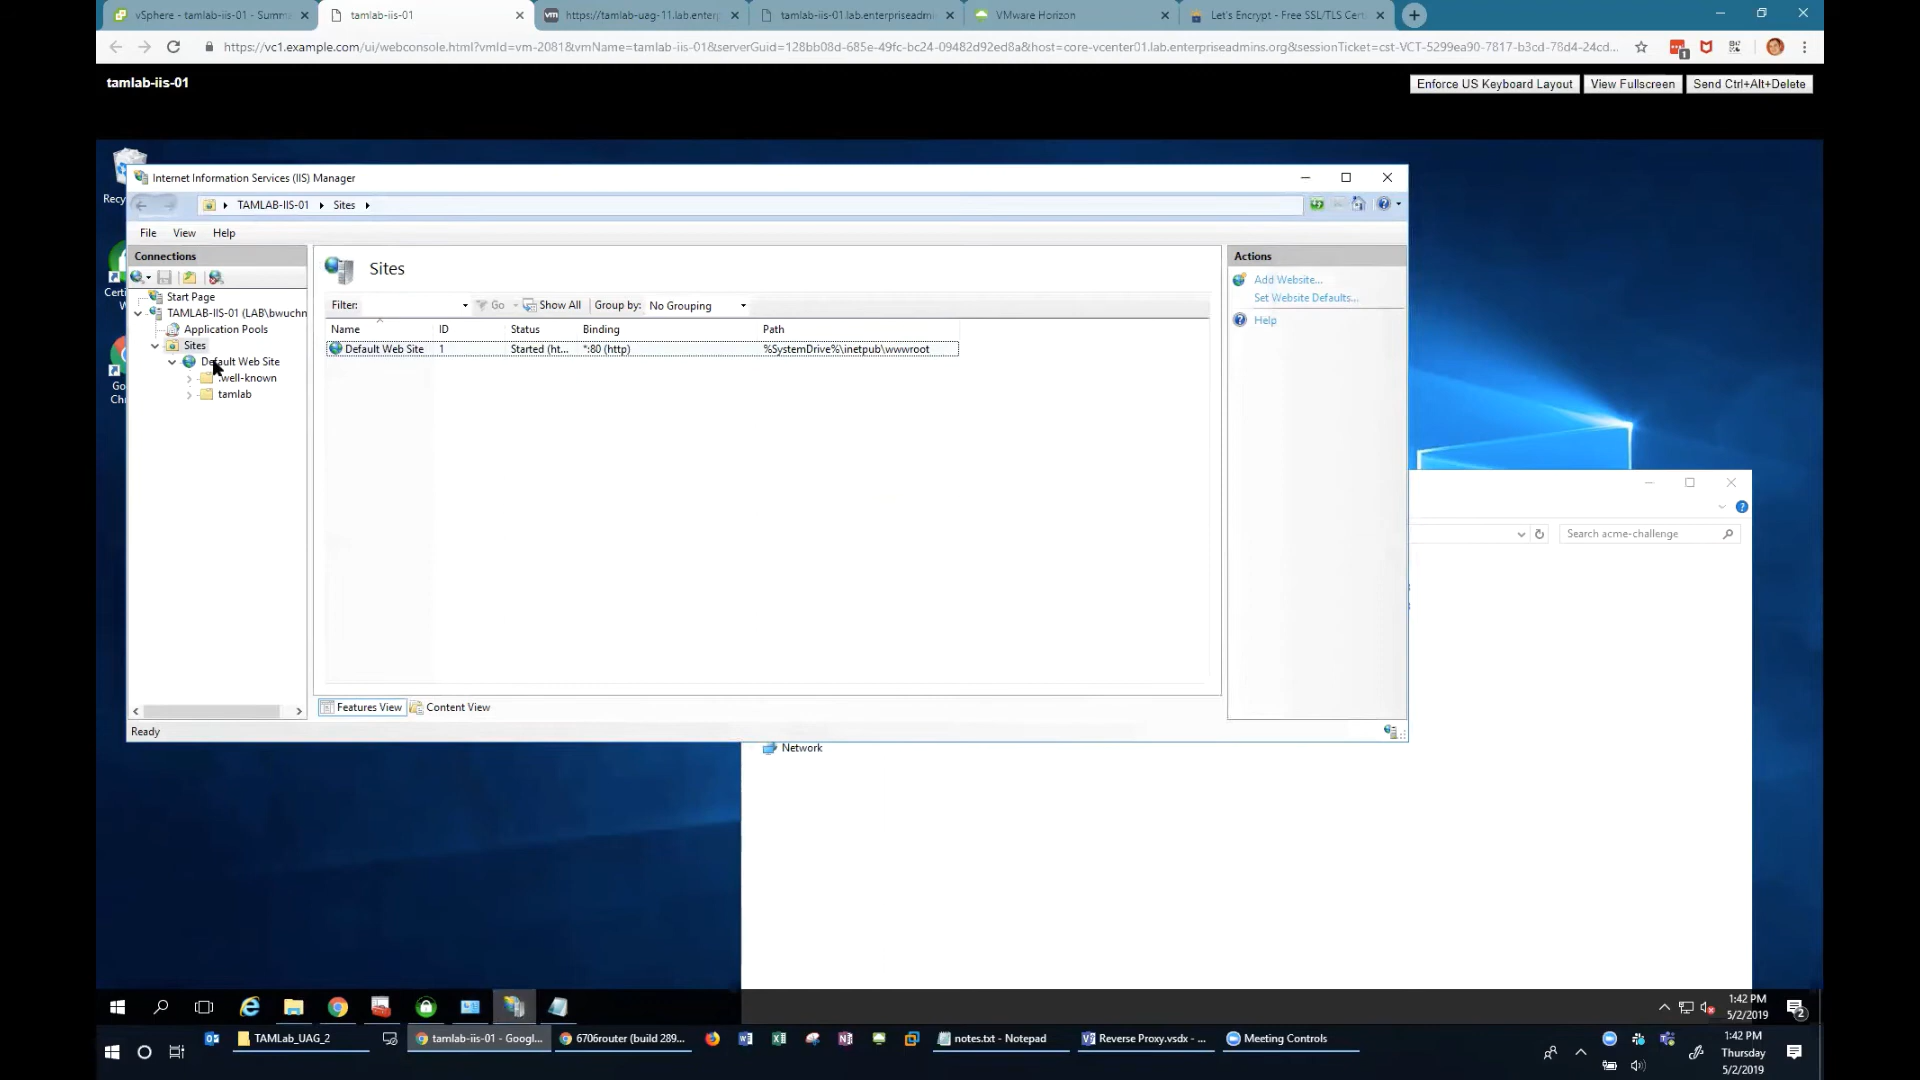 vSphere - tamlab-iis-01 - Summ
tamlab-iis-01
https://tamlab-uag-11.lab.enterp
tamlab-iis-01.lab.enterpriseadmi
VMware Horizon
Let's Encrypt - Free SSL/TLS Cert
https://vc1.example.com/ui/webconsole.html?vmId=vm-2081&vmName=tamlab-iis-01&serverGuid=128bb08d-685e-49fc-bc24-09482d92ed8a&host=core-vcenter01.lab.enterpriseadmins.org&sessionTicket=cst-VCT-5299ea90-7817-b3cd-78d4-24cd...
tamlab-iis-01
Enforce US Keyboard Layout
View Fullscreen
Send Ctrl+Alt+Delete
Recy
Internet Information Services (IIS) Manager
TAMLAB-IIS-01
Sites
File
View
Help
Connections
Sites
Actions
Add Website...
Set Website Defaults...
Help
Start Page
TAMLAB-IIS-01 (LAB\bwuchn
Application Pools
Sites
Default Web Site
.well-known
tamlab
Filter:
Go
Show All
Group by:
No Grouping
Name
ID
Status
Binding
Path
Default Web Site
1
Started (ht...
*:80 (http)
%SystemDrive%\inetpub\wwwroot
Certi
W
Go
Chr
Search acme-challenge
Features View
Content View
Ready
Network
1:42 PM
5/2/2019
2
TAMLab_UAG_2
tamlab-iis-01 - Googl...
6706router (build 289...
notes.txt - Notepad
Reverse Proxy.vsdx - ...
Meeting Controls
1:42 PM
Thursday
5/2/2019